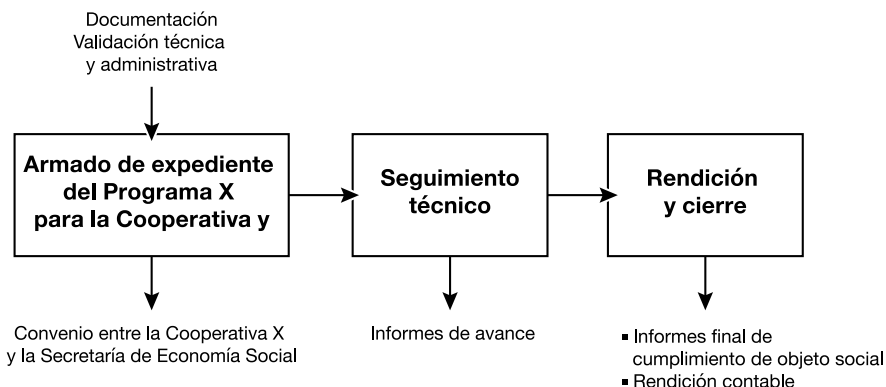 Documentación
Validación técnica
y administrativa
Armado de expediente
del Programa X
para la Cooperativa y
Seguimiento
técnico
Rendición
y cierre
Convenio entre la Cooperativa X
y la Secretaría de Economía Social
Informes de avance
▪ Informes final de
cumplimiento de objeto social
▪ Rendición contable